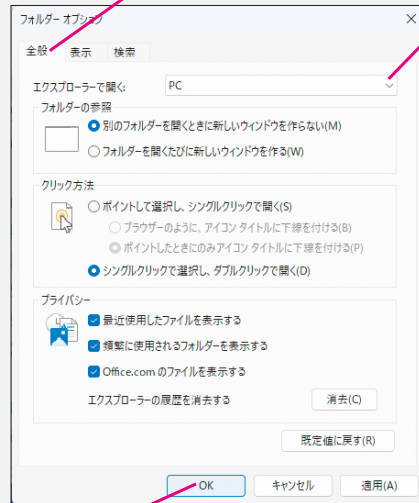 フォルダー オプション
全般
表示
検索
エクスプローラーで開く:
PC
フォルダーの参照
別のフォルダーを開くときに新しいウィンドウを作らない(M)
フォルダーを開くたびに新しいウィンドウを作る(W)
クリック方法
ポイントして選択し、シングルクリックで開く(S)
ブラウザーのように、アイコン タイトルに下線を付ける(B)
ポイントしたときにのみアイコン タイトルに下線を付ける(P)
シングルクリックで選択し、ダブルクリックで開く(D)
プライバシー
最近使用したファイルを表示する
頻繁に使用されるフォルダーを表示する
Office.com のファイルを表示する
エクスプローラーの履歴を消去する
消去(C)
既定値に戻す(R)
OK
キャンセル
適用(A)